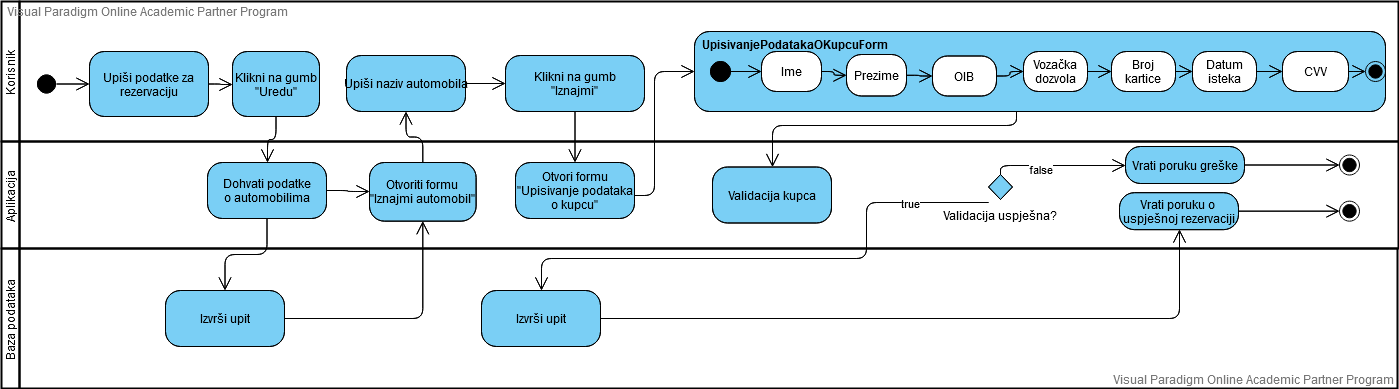 Visual Paradigm Online Academic Partner Program
Korisnik
Upiši podatke za
rezervaciju
Klikni na gumb
"Uredu"
Upiši naziv automobila
Klikni na gumb
"Iznajmi"
UpisivanjePodatakaOKupcuForm
Ime
Prezime
OIB
Vozačka
dozvola
Broj
kartice
Datum
isteka
CVV
Aplikacija
Dohvati podatke
o automobilima
Otvoriti formu
"Iznajmi automobil"
Otvori formu
"Upisivanje podataka
o kupcu"
Validacija kupca
true
false
Validacija uspješna?
Vrati poruku greške
Vrati poruku o
uspješnoj rezervaciji
Baza podataka
Izvrši upit
Izvrši upit
Visual Paradigm Online Academic Partner Program